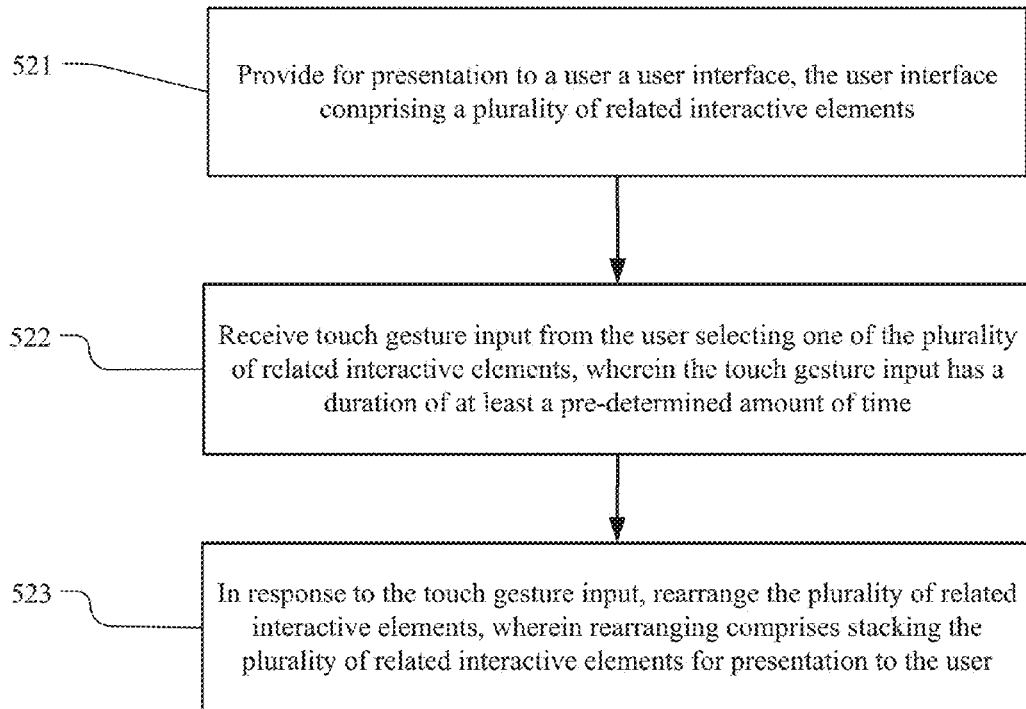 521
Provide for presentation to a user a user interface, the user interface
comprising a plurality of related interactive elements
522
Receive touch gesture input from the user selecting one of the plurality
of related interactive elements, wherein the touch gesture input has a
duration of at least a pre-determined amount of time
523
In response to the touch gesture input, rearrange the plurality of related
interactive elements, wherein rearranging comprises stacking the
plurality of related interactive elements for presentation to the user